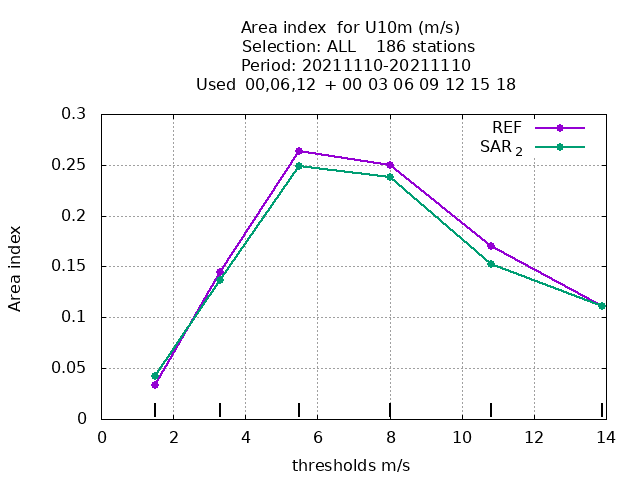 Area index  for U10m (m/s)
Selection: ALL    186 stations
Period: 20211110-20211110
Used  00,06,12  + 00 03 06 09 12 15 18
0.3
0.25
0.2
0.15
0.1
0.05
0
Area index
REF
SAR 2
0 2 4 6 8 10 12 14
thresholds m/s